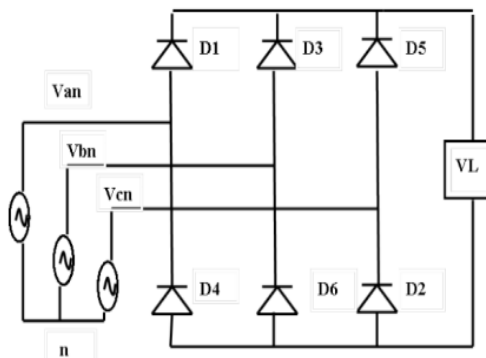 D1 D3 D5
Van
Vbn
VL
Vcn
D4 D6 D2
n